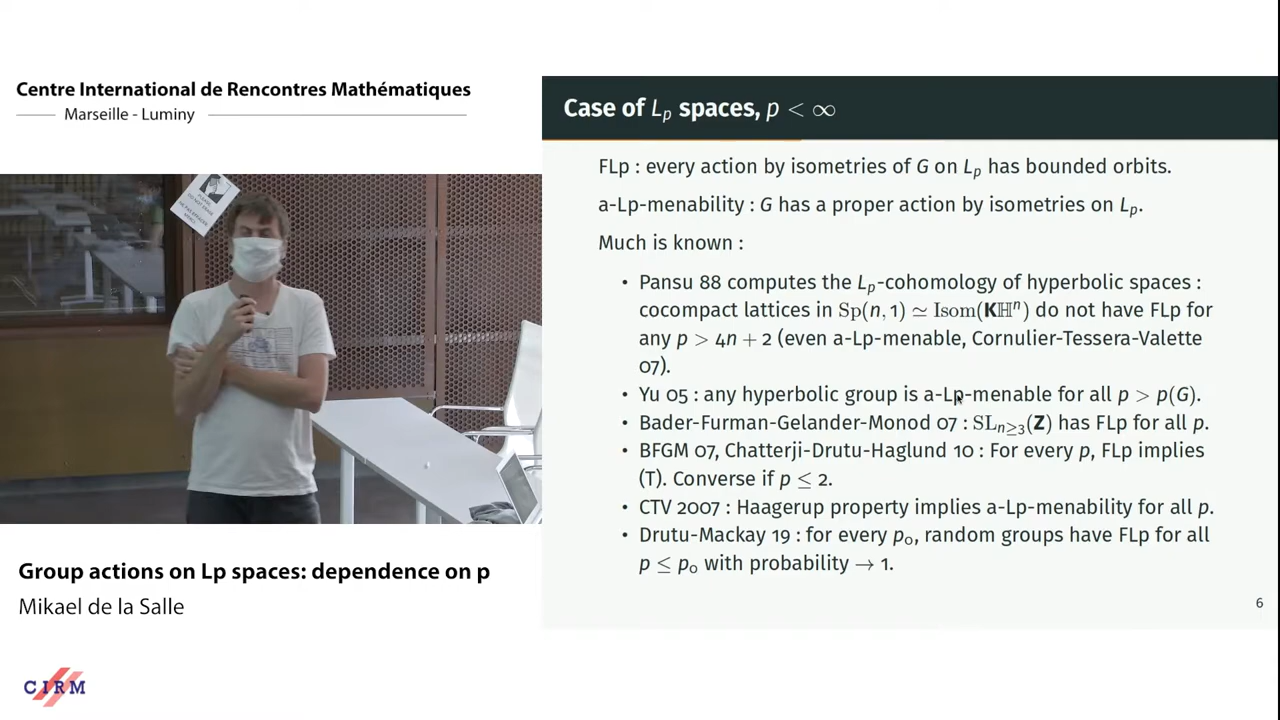 Centre International de Rencontres Mathématiques
Marseille - Luminy
Group actions on Lp spaces: dependence on p
Mikael de la Salle
CIRM
Case of Lₚ spaces, p < ∞
FLp : every action by isometries of G on Lₚ has bounded orbits.
a-Lp-menability : G has a proper action by isometries on Lₚ.
Much is known :
• Pansu 88 computes the Lₚ-cohomology of hyperbolic spaces :
cocompact lattices in Sp(n, 1) ≃ Isom(𝐊ℍⁿ) do not have FLp for
any p > 4n + 2 (even a-Lp-menable, Cornulier-Tessera-Valette
07).
• Yu 05 : any hyperbolic group is a-Lp-menable for all p > p(G).
• Bader-Furman-Gelander-Monod 07 : SLₙ≥₃(𝐙) has FLp for all p.
• BFGM 07, Chatterji-Drutu-Haglund 10 : For every p, FLp implies
(T). Converse if p ≤ 2.
• CTV 2007 : Haagerup property implies a-Lp-menability for all p.
• Drutu-Mackay 19 : for every p₀, random groups have FLp for all
p ≤ p₀ with probability → 1.
6